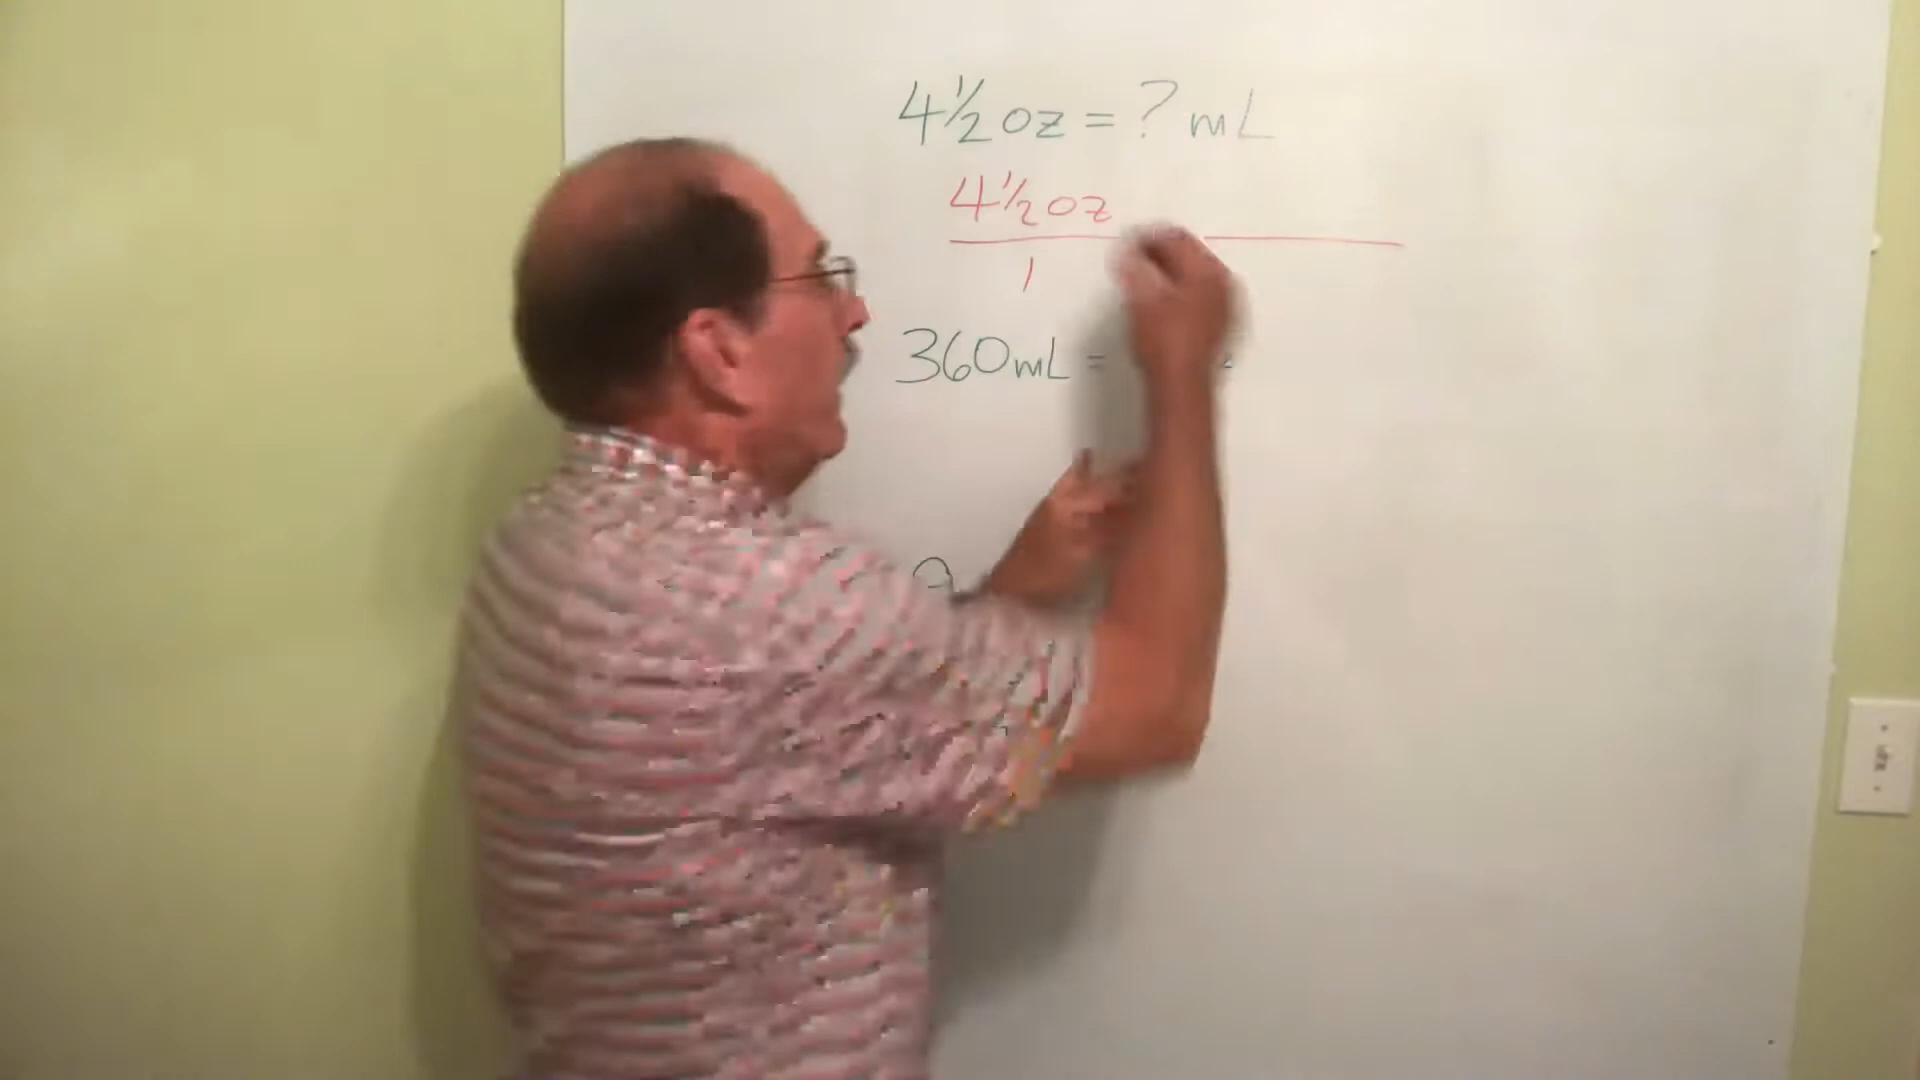 4½ oz = ? mL
4½ oz
1
360 mL =